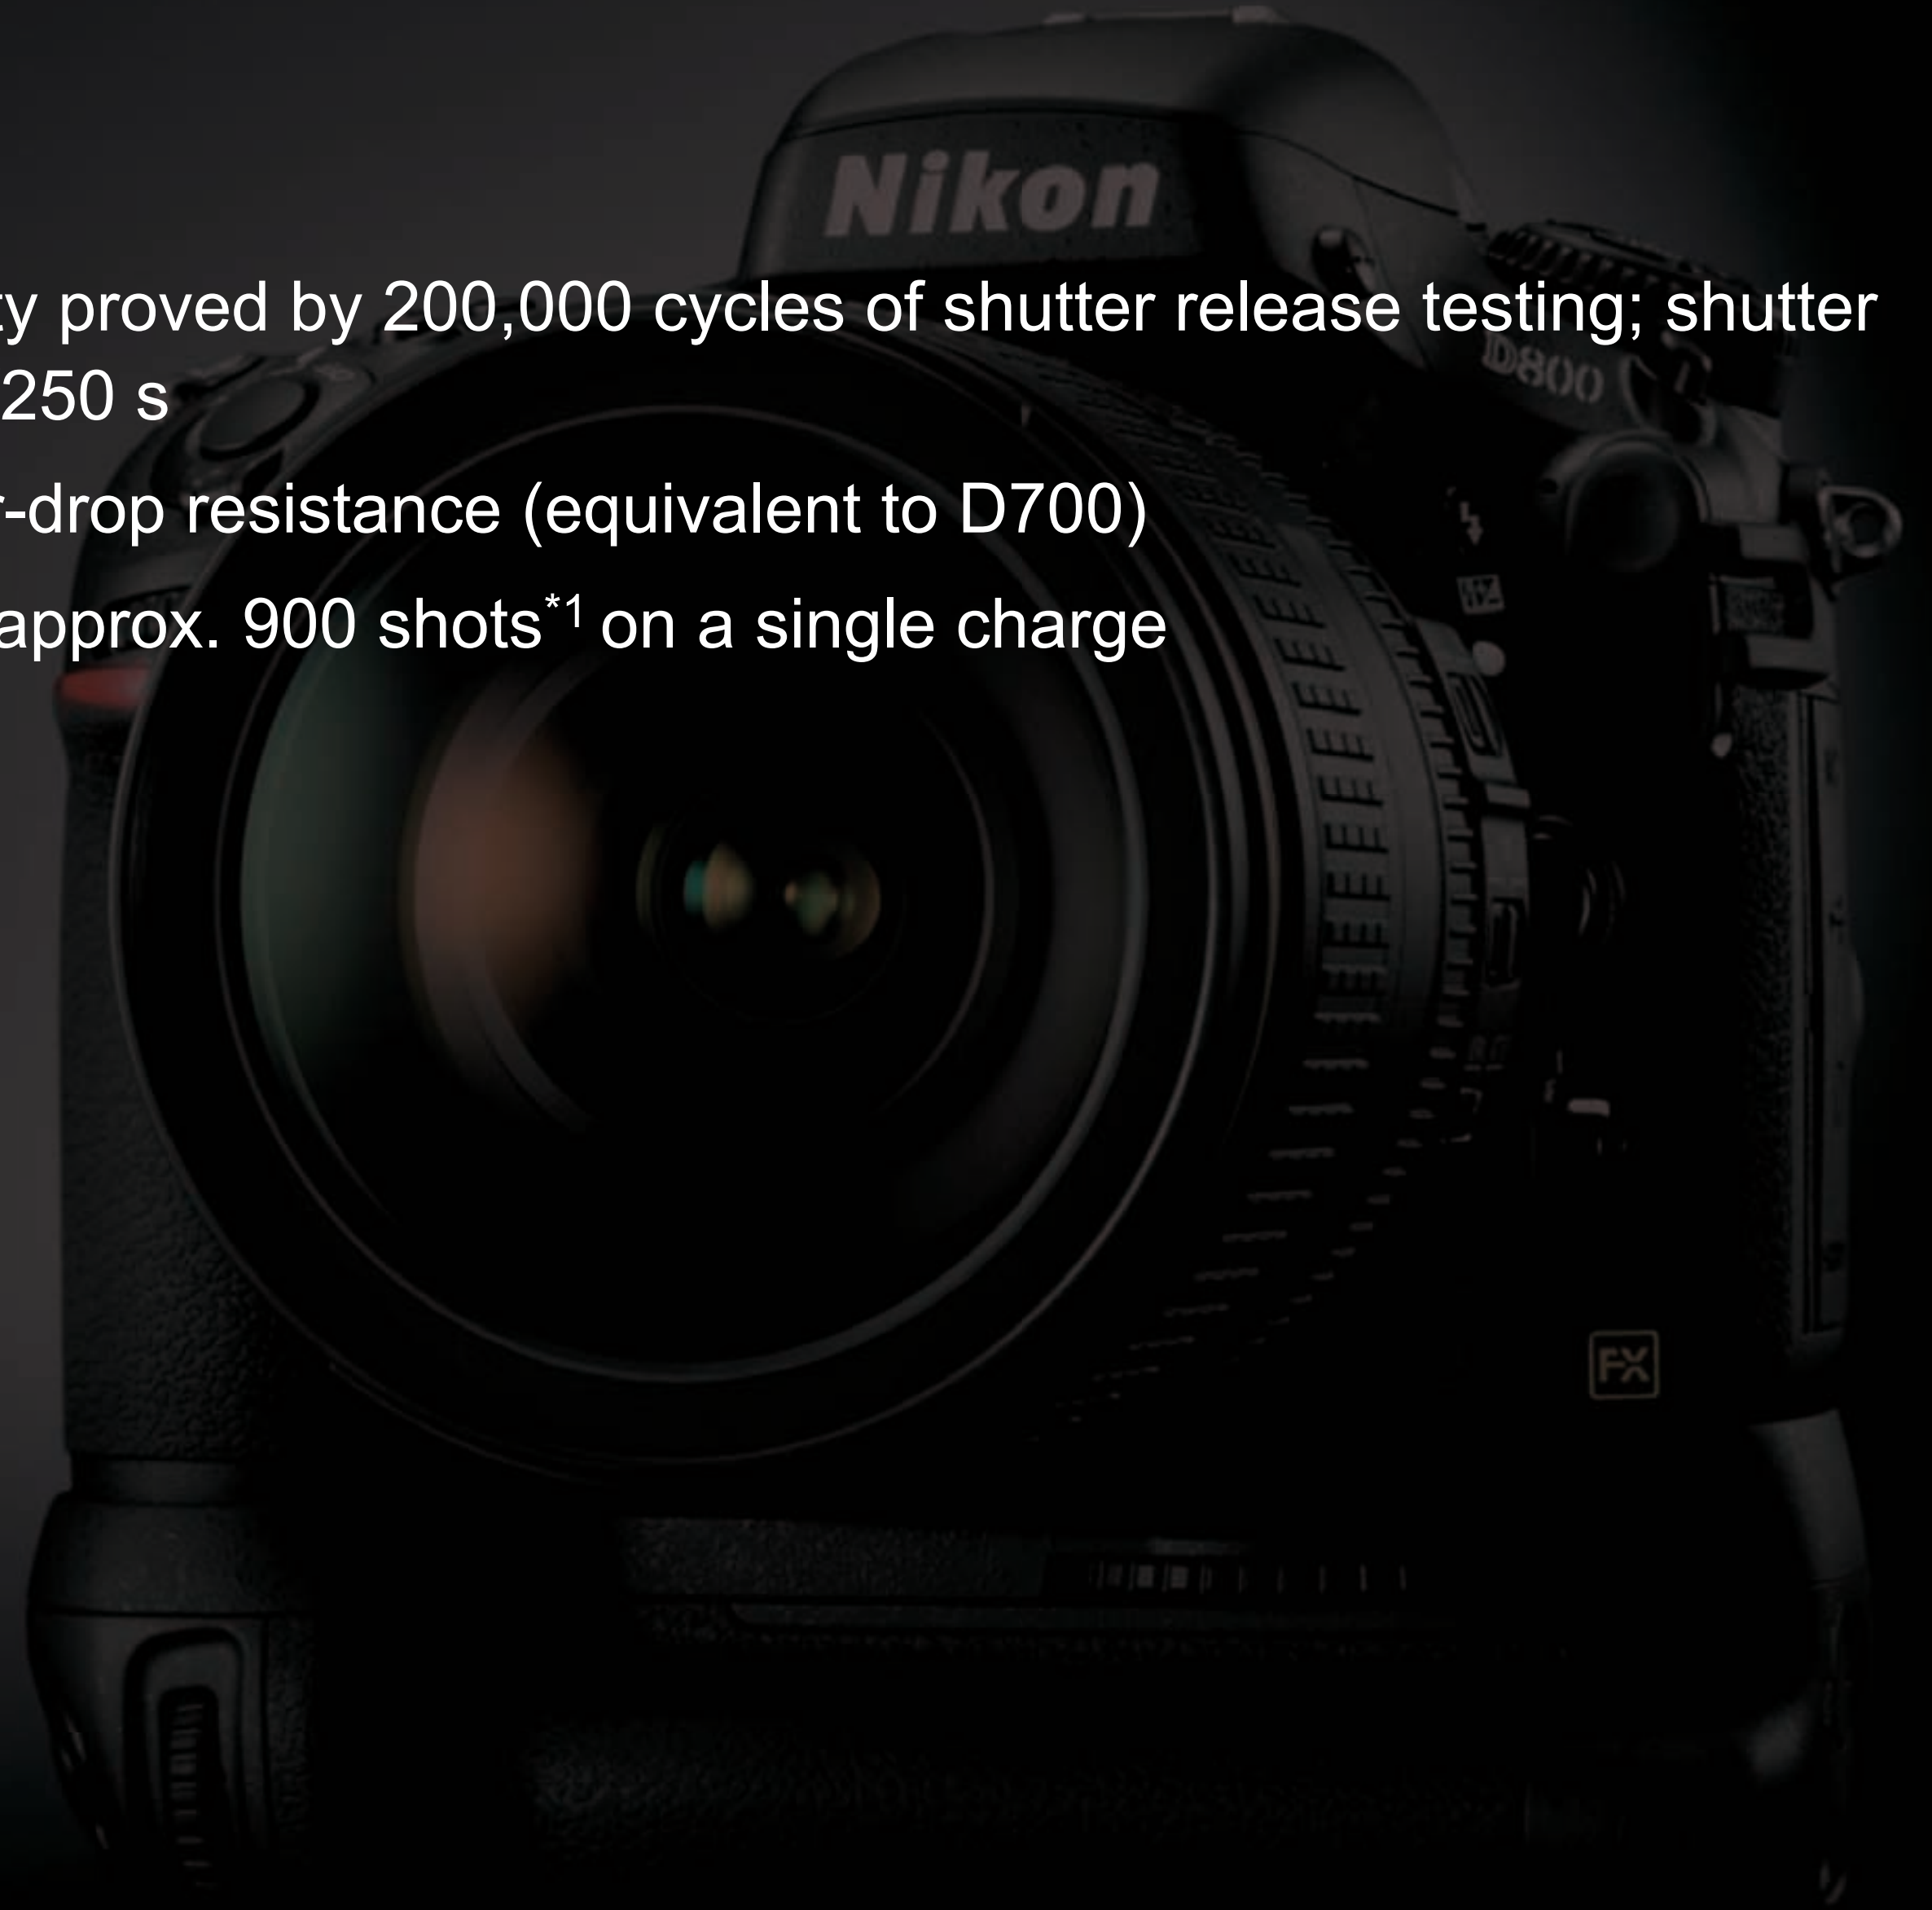 Nikon
ty proved by 200,000 cycles of shutter release testing; shutter
D800
250 s
r-drop resistance (equivalent to D700)
approx. 900 shots*1 on a single charge
FX